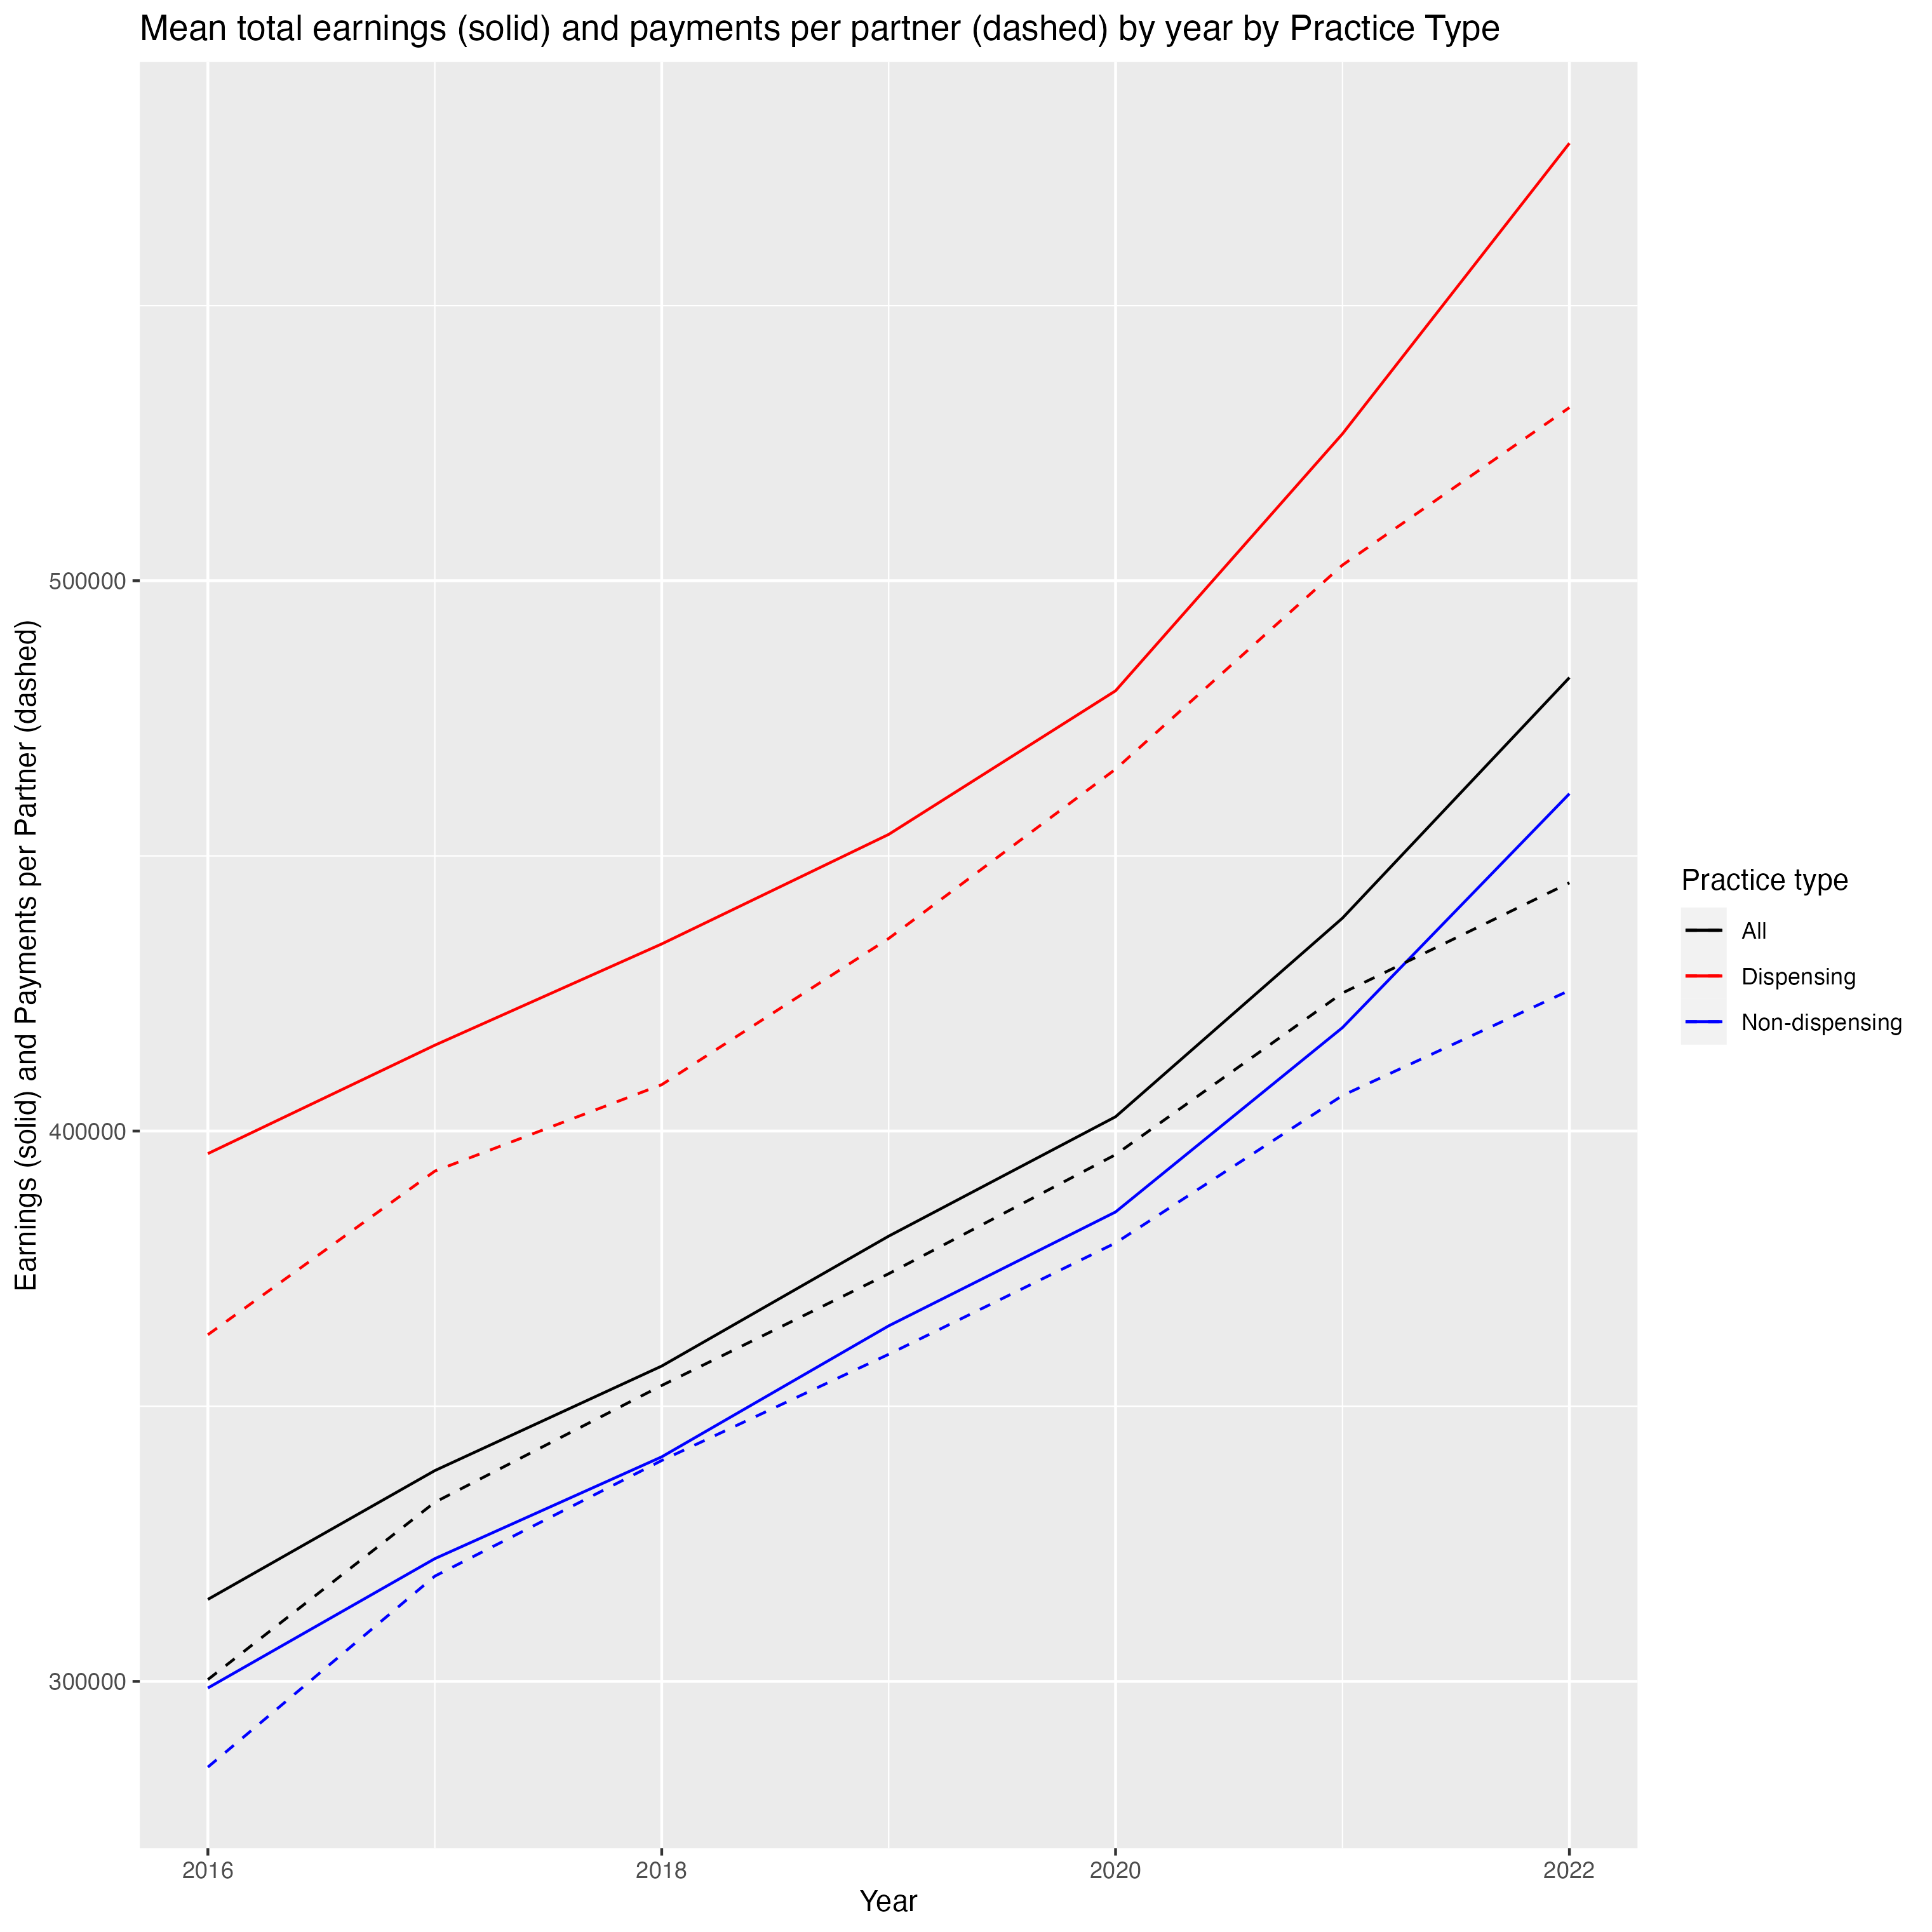 Mean total earnings (solid) and payments per partner (dashed) by year by Practice Type
Earnings (solid) and Payments per Partner (dashed)
500000
400000
300000
2016
2018
2020
2022
Year
Practice type
All
Dispensing
Non-dispensing